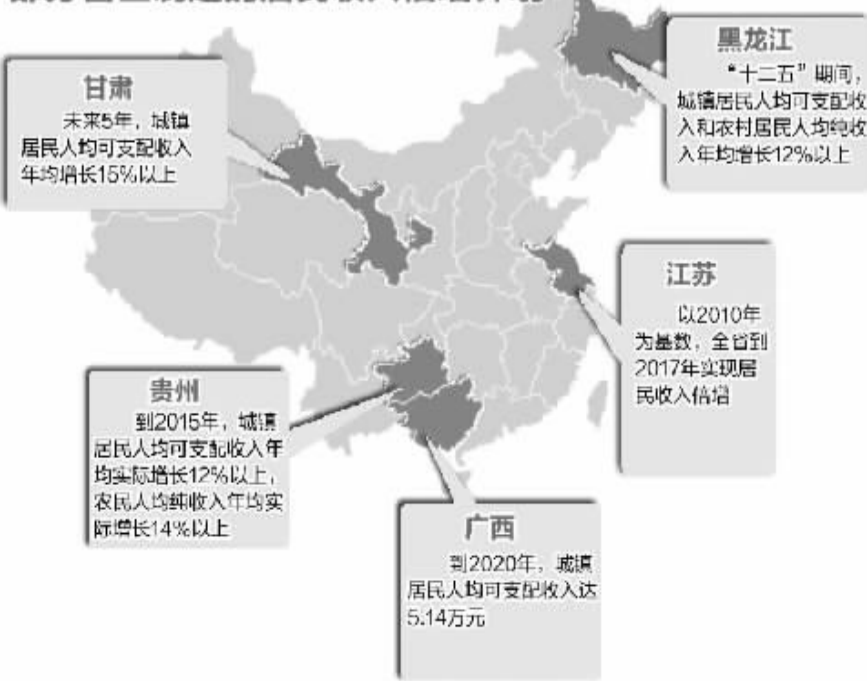 黑龙江
“十二五”期间,
城镇居民人均可支配收
入和农村居民人均纯收
入年均增长12%以上
甘肃
未来5年，城镇
居民人均可支配收入
年均增长15%以上
江苏
以2010年
为基数，全省到
2017年实现居
民收入倍增
贵州
到2015年，城镇
居民人均可支配收入年
均实际增长12%以上，
农民人均纯收入年均实
际增长14%以上
广西
到2020年，城镇
居民人均可支配收入达
5.14万元